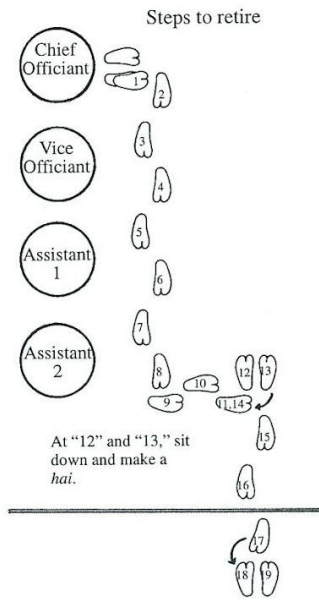 Steps to retire
Chief
Officiant
1
2
Vice
Officiant
3
4
Assistant
1
5
6
Assistant
2
7
8
9
10
11,14
12
13
15
At “12” and “13,” sit
down and make a
hai.
16
17
18
19